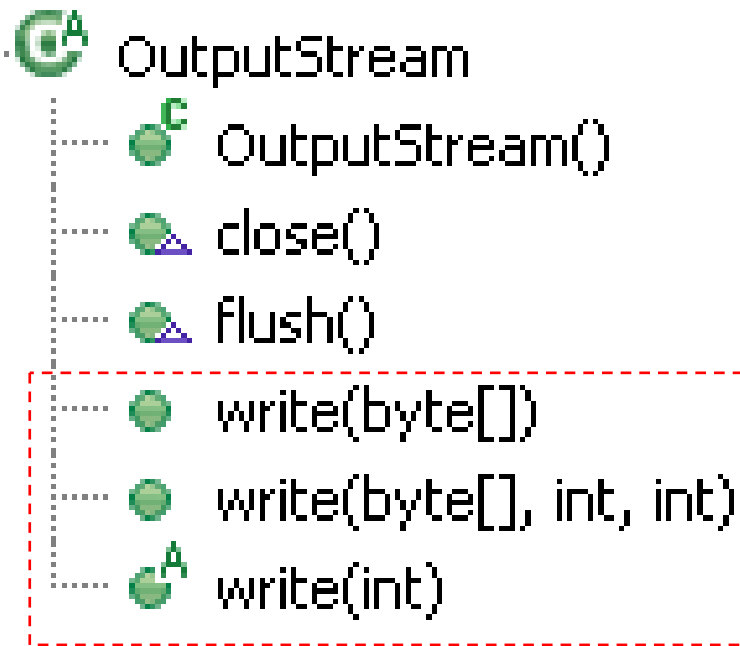 A
OutputStream
C
OutputStream()
close()
flush()
write(byte[])
write(byte[], int, int)
A
write(int)